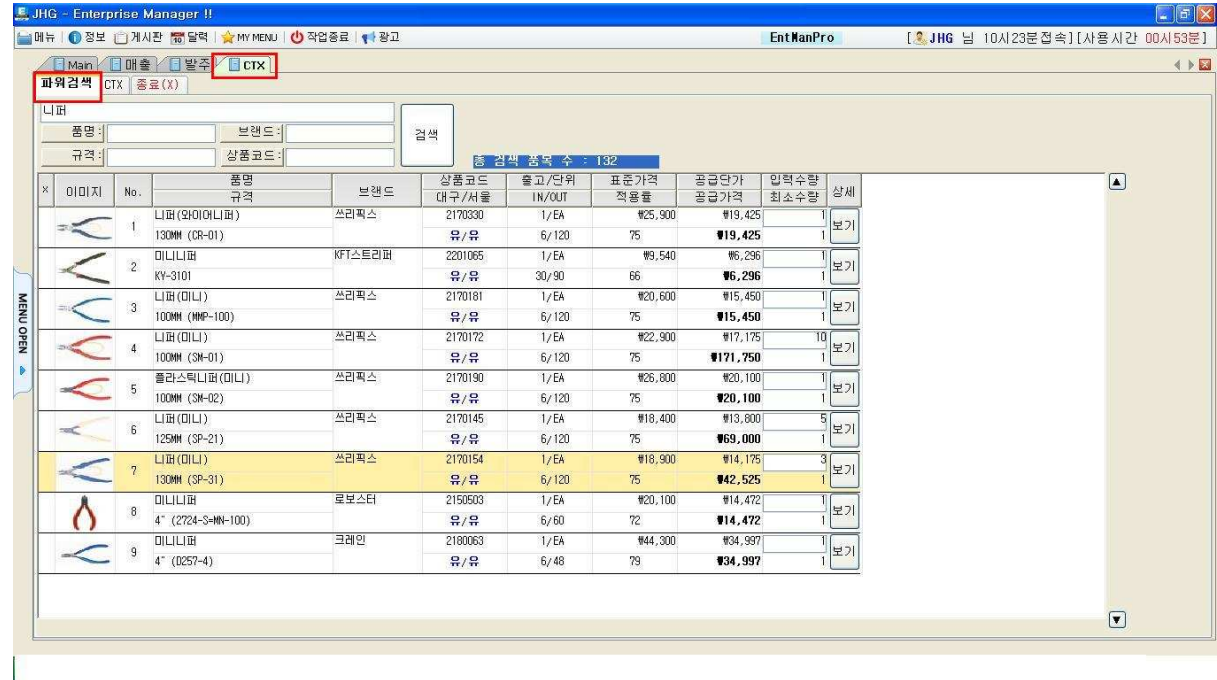 JHG - Enterprise Manager !!
메뉴 정보 게시판 달력 MY MENU 작업종료 광고 EntManPro [JHG 님 10시23분접속][사용시간 00시53분]
Main 매출 발주 CTX
파워검색 CTX 종료(X)
니퍼
품명: 브랜드: 검색
규격: 상품코드: 총 검색 품목 수 : 132
x 이미지 No. 품명 브랜드 상품코드 출고/단위 표준가격 공급단가 입력수량 상세
규격 대구/서울 IN/OUT 적용률 공급가격 최소수량
1 니퍼(와이어니퍼) 쓰리픽스 2170330 1/EA ₩25,900 ₩19,425 1 보기
130MM (CR-01) 유/유 6/120 75 ₩19,425 1
2 미니니퍼 KFT스트리퍼 2201065 1/EA ₩9,540 ₩6,296 1 보기
KY-3101 유/유 30/90 66 ₩6,296 1
3 니퍼(미니) 쓰리픽스 2170181 1/EA ₩20,600 ₩15,450 1 보기
100MM (MMP-100) 유/유 6/120 75 ₩15,450 1
4 니퍼(미니) 쓰리픽스 2170172 1/EA ₩22,900 ₩17,175 10 보기
100MM (SM-01) 유/유 6/120 75 ₩171,750 1
5 플라스틱니퍼(미니) 쓰리픽스 2170190 1/EA ₩26,800 ₩20,100 1 보기
100MM (SM-02) 유/유 6/120 75 ₩20,100 1
6 니퍼(미니) 쓰리픽스 2170145 1/EA ₩18,400 ₩13,800 5 보기
125MM (SP-21) 유/유 6/120 75 ₩69,000 1
7 니퍼(미니) 쓰리픽스 2170154 1/EA ₩18,900 ₩14,175 3 보기
130MM (SP-31) 유/유 6/120 75 ₩42,525 1
8 미니니퍼 로보스터 2150503 1/EA ₩20,100 ₩14,472 1 보기
4" (2724-S=MN-100) 유/유 6/60 72 ₩14,472 1
9 미니니퍼 크레인 2180063 1/EA ₩44,300 ₩34,997 1 보기
4" (D257-4) 유/유 6/48 79 ₩34,997 1
MENU OPEN